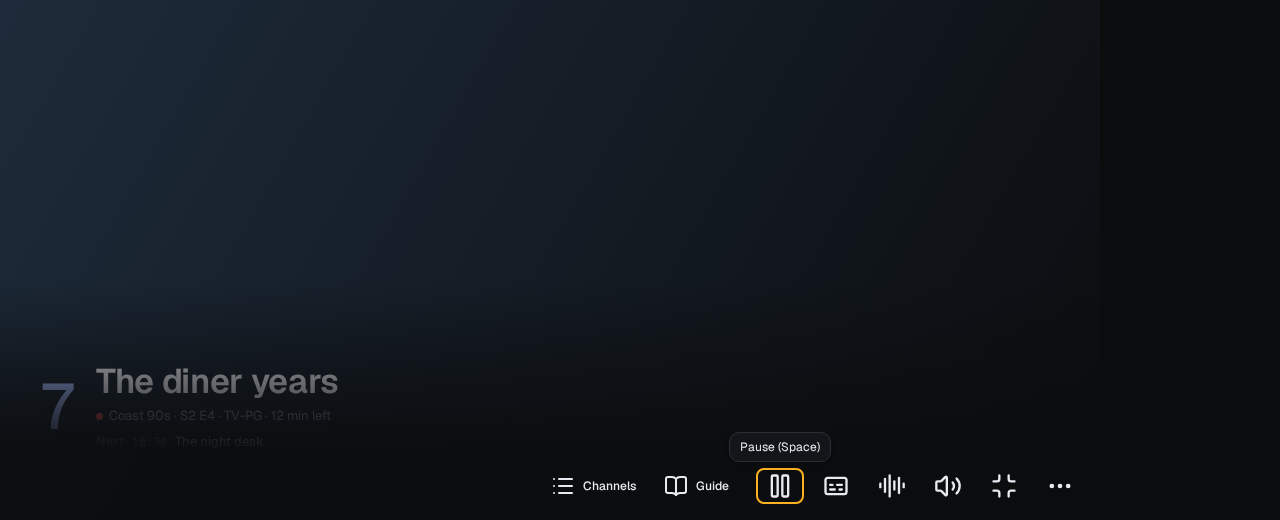 7
The diner years
Coast 90s · S2 E4 · TV-PG · 12 min left
Next 10:30 The night desk
Pause (Space)
Channels
Guide